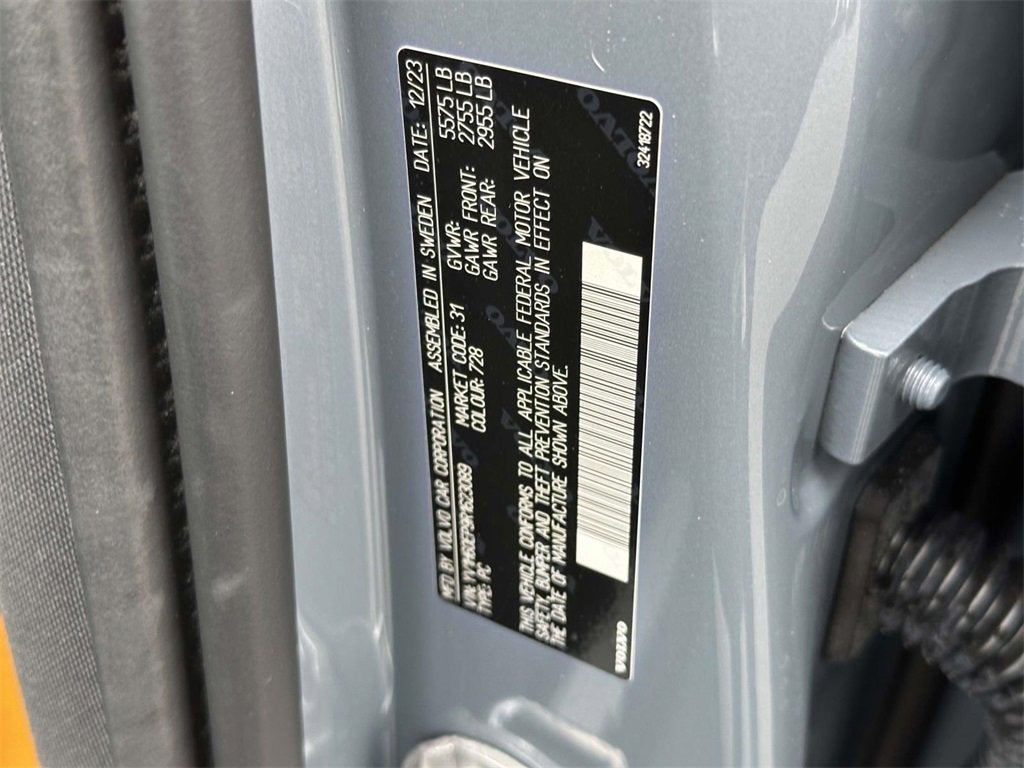 MFD BY VOLVO CAR CORPORATION ASSEMBLED IN SWEDEN DATE: 12/23
VIN:
TYPE: PC
MARKET CODE: 31
COLOUR: 728
GVWR: 5575 LB
GAWR FRONT: 2755 LB
GAWR REAR: 2955 LB
THIS VEHICLE CONFORMS TO ALL APPLICABLE FEDERAL MOTOR VEHICLE
SAFETY, BUMPER AND THEFT PREVENTION STANDARDS IN EFFECT ON
THE DATE OF MANUFACTURE SHOWN ABOVE.
VOLVO
32418722